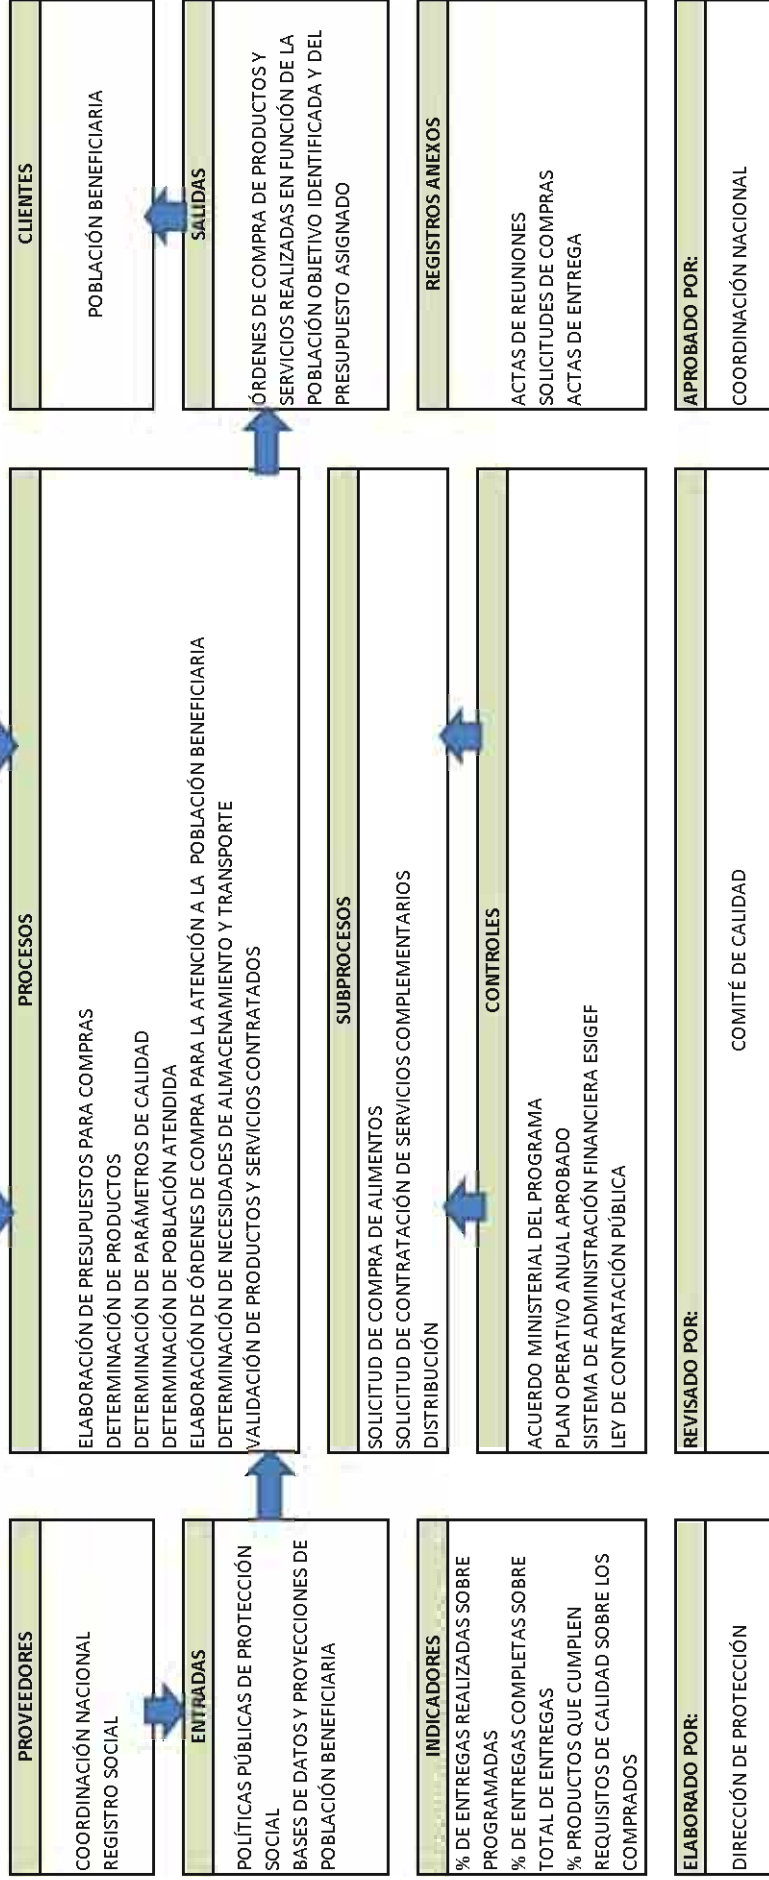 PROVEEDORES
COORDINACIÓN NACIONAL
REGISTRO SOCIAL
ENTRADAS
POLÍTICAS PÚBLICAS DE PROTECCIÓN
SOCIAL
BASES DE DATOS Y PROYECCIONES DE
POBLACIÓN BENEFICIARIA
INDICADORES
% DE ENTREGAS REALIZADAS SOBRE
PROGRAMADAS
% DE ENTREGAS COMPLETAS SOBRE
TOTAL DE ENTREGAS
% PRODUCTOS QUE CUMPLEN
REQUISITOS DE CALIDAD SOBRE LOS
COMPRADOS
ELABORADO POR:
DIRECCIÓN DE PROTECCIÓN
PROCESOS
ELABORACIÓN DE PRESUPUESTOS PARA COMPRAS
DETERMINACIÓN DE PRODUCTOS
DETERMINACIÓN DE PARÁMETROS DE CALIDAD
DETERMINACIÓN DE POBLACIÓN ATENDIDA
ELABORACIÓN DE ÓRDENES DE COMPRA PARA LA ATENCIÓN A LA POBLACIÓN BENEFICIARIA
DETERMINACIÓN DE NECESIDADES DE ALMACENAMIENTO Y TRANSPORTE
VALIDACIÓN DE PRODUCTOS Y SERVICIOS CONTRATADOS
SUBPROCESOS
SOLICITUD DE COMPRA DE ALIMENTOS
SOLICITUD DE CONTRATACIÓN DE SERVICIOS COMPLEMENTARIOS
DISTRIBUCIÓN
CONTROLES
ACUERDO MINISTERIAL DEL PROGRAMA
PLAN OPERATIVO ANUAL APROBADO
SISTEMA DE ADMINISTRACIÓN FINANCIERA ESIGEF
LEY DE CONTRATACIÓN PÚBLICA
REVISADO POR:
COMITÉ DE CALIDAD
CLIENTES
POBLACIÓN BENEFICIARIA
SALIDAS
ÓRDENES DE COMPRA DE PRODUCTOS Y
SERVICIOS REALIZADAS EN FUNCIÓN DE LA
POBLACIÓN OBJETIVO IDENTIFICADA Y DEL
PRESUPUESTO ASIGNADO
REGISTROS ANEXOS
ACTAS DE REUNIONES
SOLICITUDES DE COMPRAS
ACTAS DE ENTREGA
APROBADO POR:
COORDINACIÓN NACIONAL